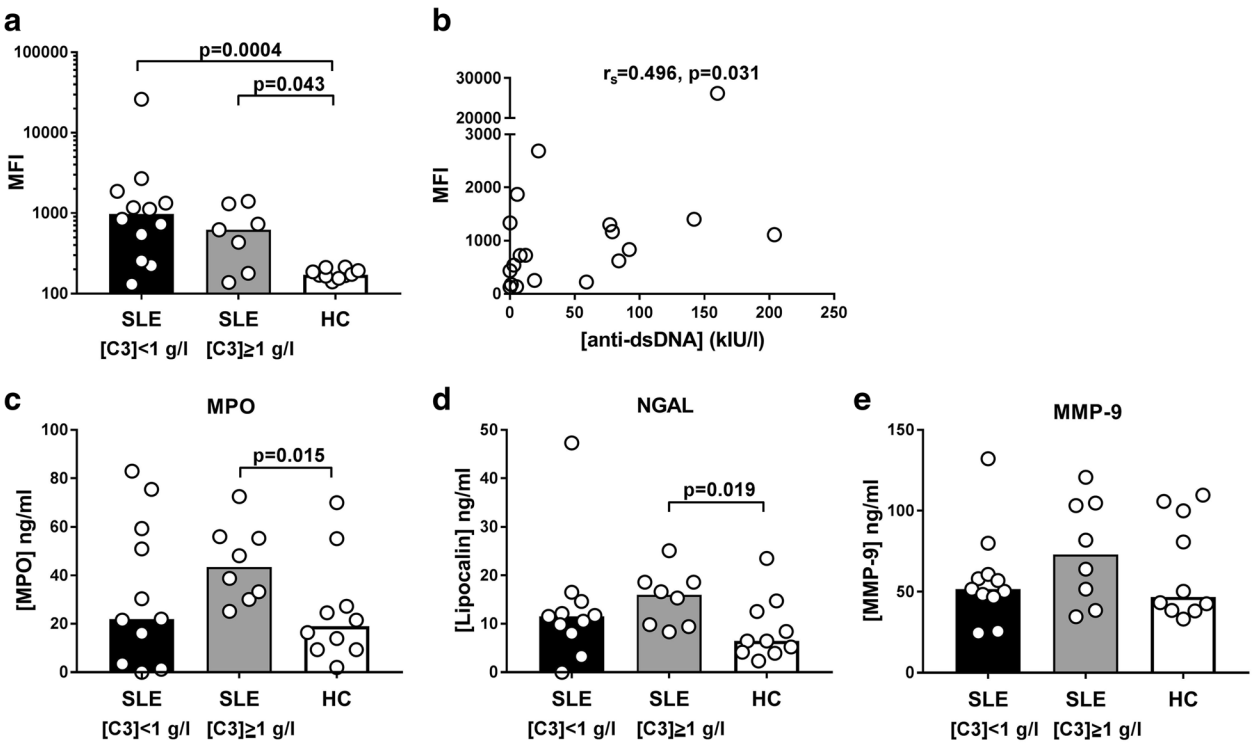 a
100000
10000
1000
100
MFI
p=0.0004
p=0.043
SLE SLE HC
[C3]<1 g/l [C3]≥1 g/l
b
30000
20000
3000
2000
1000
0
MFI
rs=0.496, p=0.031
0 50 100 150 200 250
[anti-dsDNA] (kIU/l)
c
MPO
100
80
60
40
20
0
[MPO] ng/ml
p=0.015
SLE SLE HC
[C3]<1 g/l [C3]≥1 g/l
d
NGAL
50
40
30
20
10
0
[Lipocalin] ng/ml
p=0.019
SLE SLE HC
[C3]<1 g/l [C3]≥1 g/l
e
MMP-9
150
100
50
0
[MMP-9] ng/ml
SLE SLE HC
[C3]<1 g/l [C3]≥1 g/l